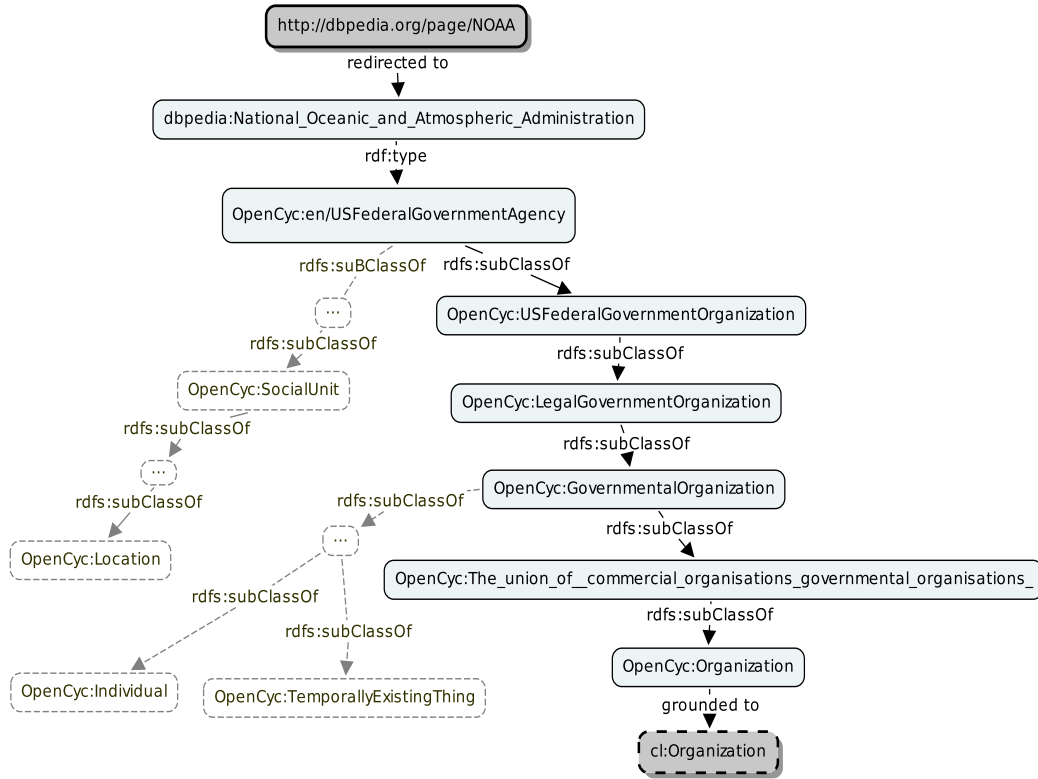 http://dbpedia.org/page/NOAA
redirected to
dbpedia:National_Oceanic_and_Atmospheric_Administration
rdf:type
OpenCyc:en/USFederalGovernmentAgency
rdfs:suBClassOf
rdfs:subClassOf
...
OpenCyc:USFederalGovernmentOrganization
rdfs:subClassOf
rdfs:subClassOf
OpenCyc:SocialUnit
OpenCyc:LegalGovernmentOrganization
rdfs:subClassOf
rdfs:subClassOf
...
OpenCyc:GovernmentalOrganization
rdfs:subClassOf
rdfs:subClassOf
rdfs:subClassOf
...
OpenCyc:Location
OpenCyc:The_union_of__commercial_organisations_governmental_organisations_
rdfs:subClassOf
rdfs:subClassOf
rdfs:subClassOf
OpenCyc:Organization
OpenCyc:Individual
OpenCyc:TemporallyExistingThing
grounded to
cl:Organization